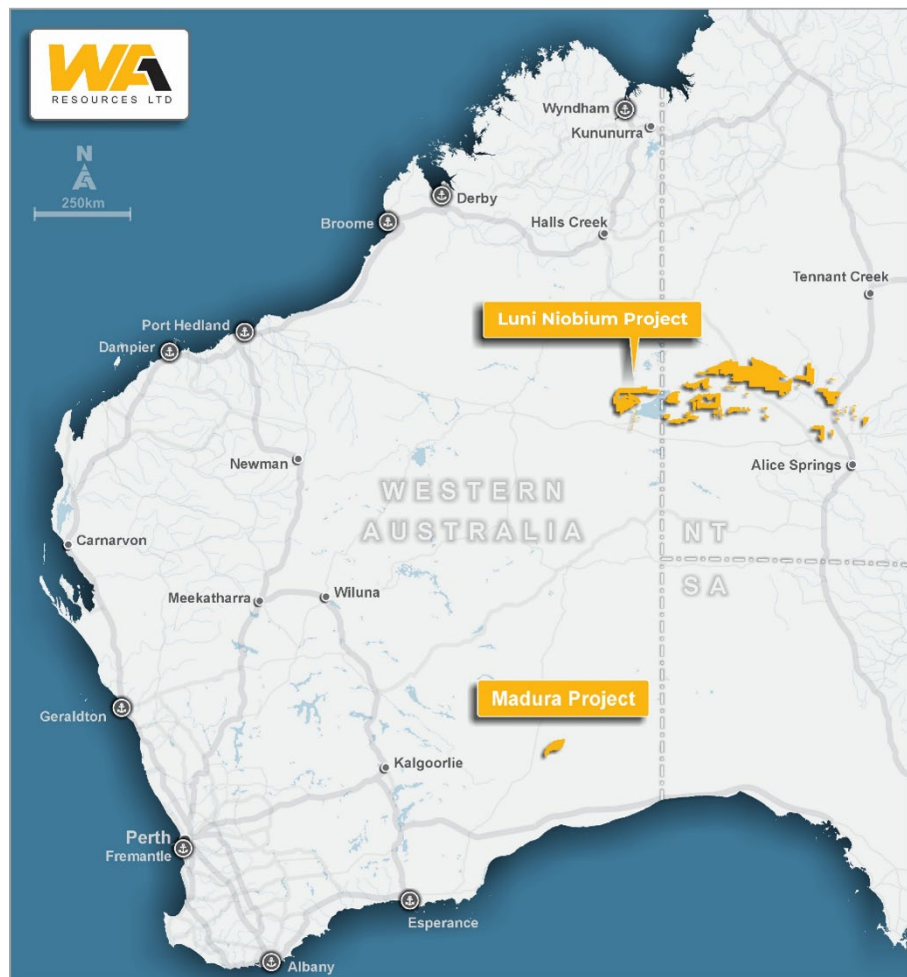 WA1
RESOURCES LTD
N
250km
Wyndham
Kununurra
Derby
Broome
Halls Creek
Tennant Creek
Luni Niobium Project
Port Hedland
Dampier
Newman
Alice Springs
WESTERN
AUSTRALIA
NT
Carnarvon
SA
Meekatharra
Wiluna
Madura Project
Geraldton
Kalgoorlie
Perth
Fremantle
Esperance
Albany